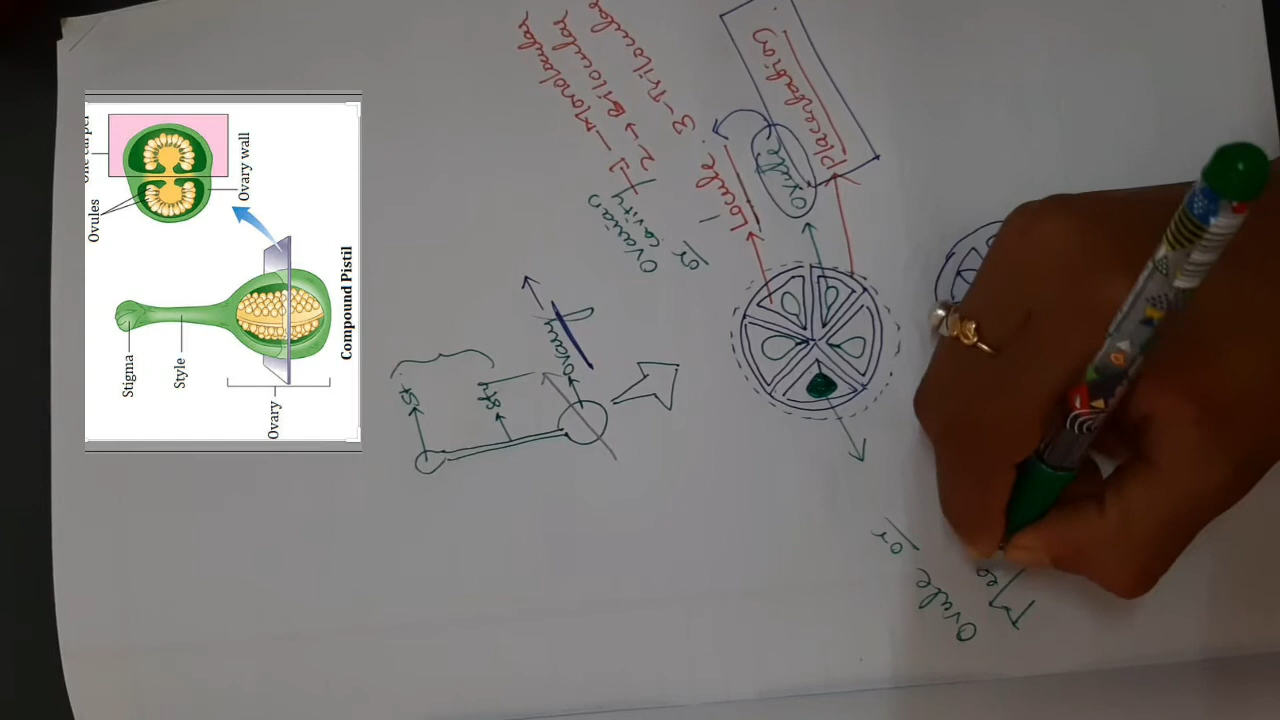 One carpel
Ovules
Ovary wall
Stigma
Style
Ovary
Compound Pistil
1 - Monolocular
2 → Bilocular
3 - Trilocular
Placentation
Ovule
Locule
or
Ovarian
cavity
Ovary
Sty
St
Ovule or